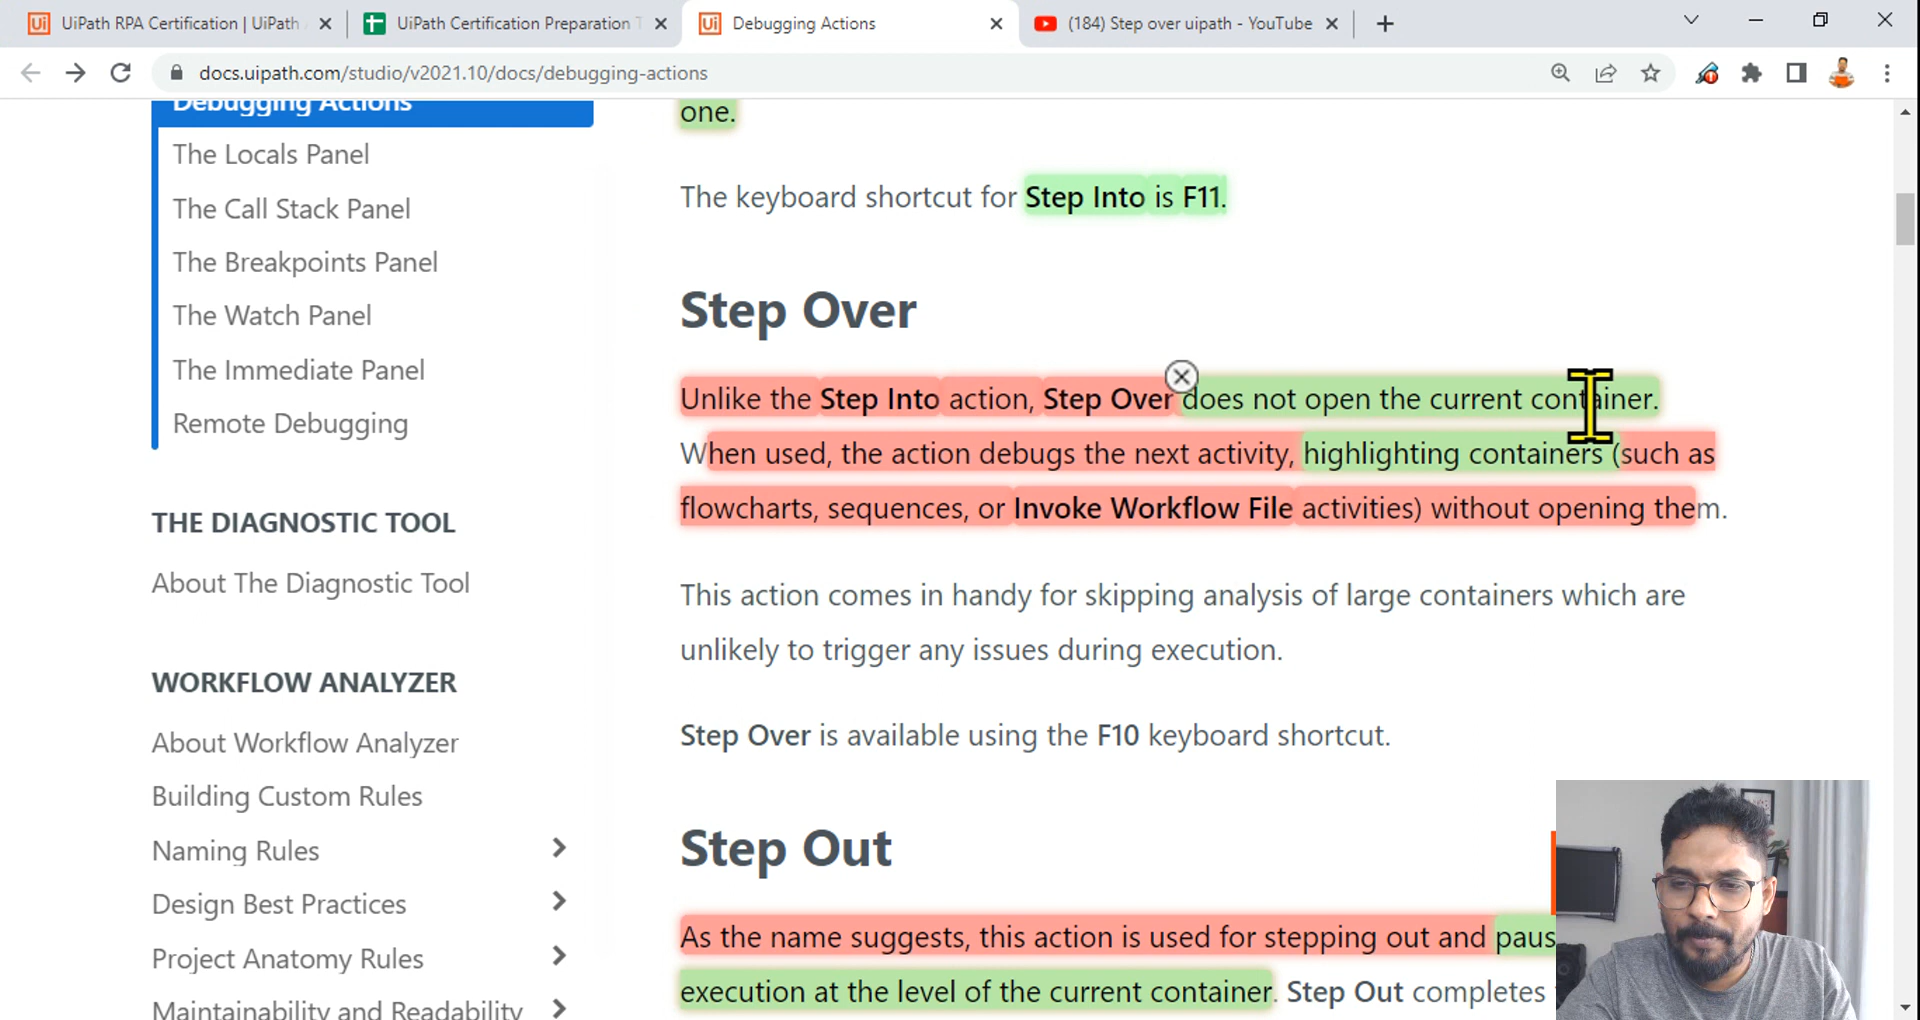 UiPath RPA Certification | UiPath
UiPath Certification Preparation T
Debugging Actions
(184) Step over uipath - YouTube
docs.uipath.com/studio/v2021.10/docs/debugging-actions
Debugging Actions
The Locals Panel
The Call Stack Panel
The Breakpoints Panel
The Watch Panel
The Immediate Panel
Remote Debugging
THE DIAGNOSTIC TOOL
About The Diagnostic Tool
WORKFLOW ANALYZER
About Workflow Analyzer
Building Custom Rules
Naming Rules
Design Best Practices
Project Anatomy Rules
Maintainability and Readability
one.
The keyboard shortcut for Step Into is F11.
Step Over
Unlike the Step Into action, Step Over does not open the current container.
When used, the action debugs the next activity, highlighting containers (such as
flowcharts, sequences, or Invoke Workflow File activities) without opening them.
This action comes in handy for skipping analysis of large containers which are
unlikely to trigger any issues during execution.
Step Over is available using the F10 keyboard shortcut.
Step Out
As the name suggests, this action is used for stepping out and paus
execution at the level of the current container. Step Out completes